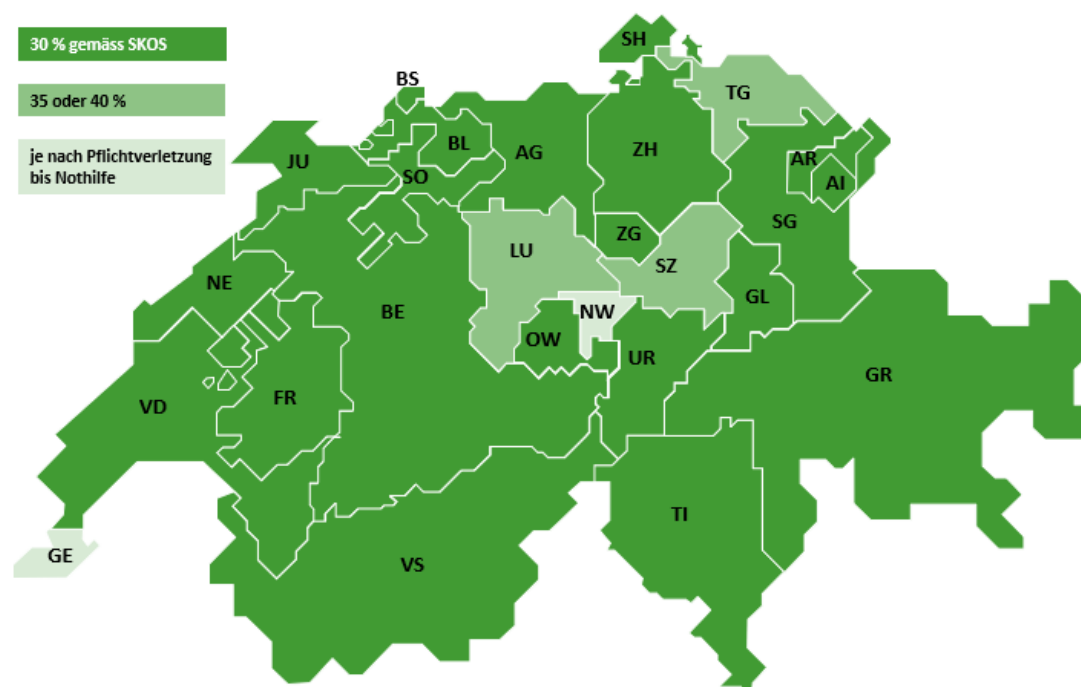 30 % gemäss SKOS
35 oder 40 %
je nach Pflichtverletzung
bis Nothilfe
SH
BS
TG
BL
AG
ZH
JU
SO
AR
AI
ZG
SG
LU
SZ
NE
GL
BE
NW
OW
UR
GR
FR
VD
TI
GE
VS